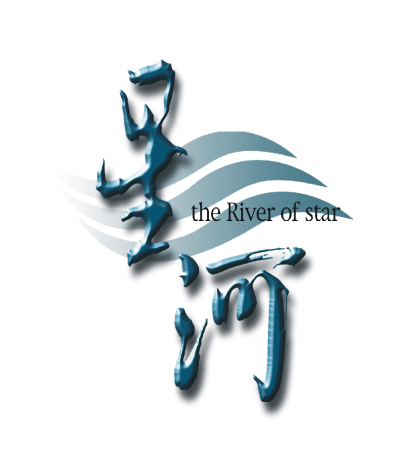 星
the River of star
河